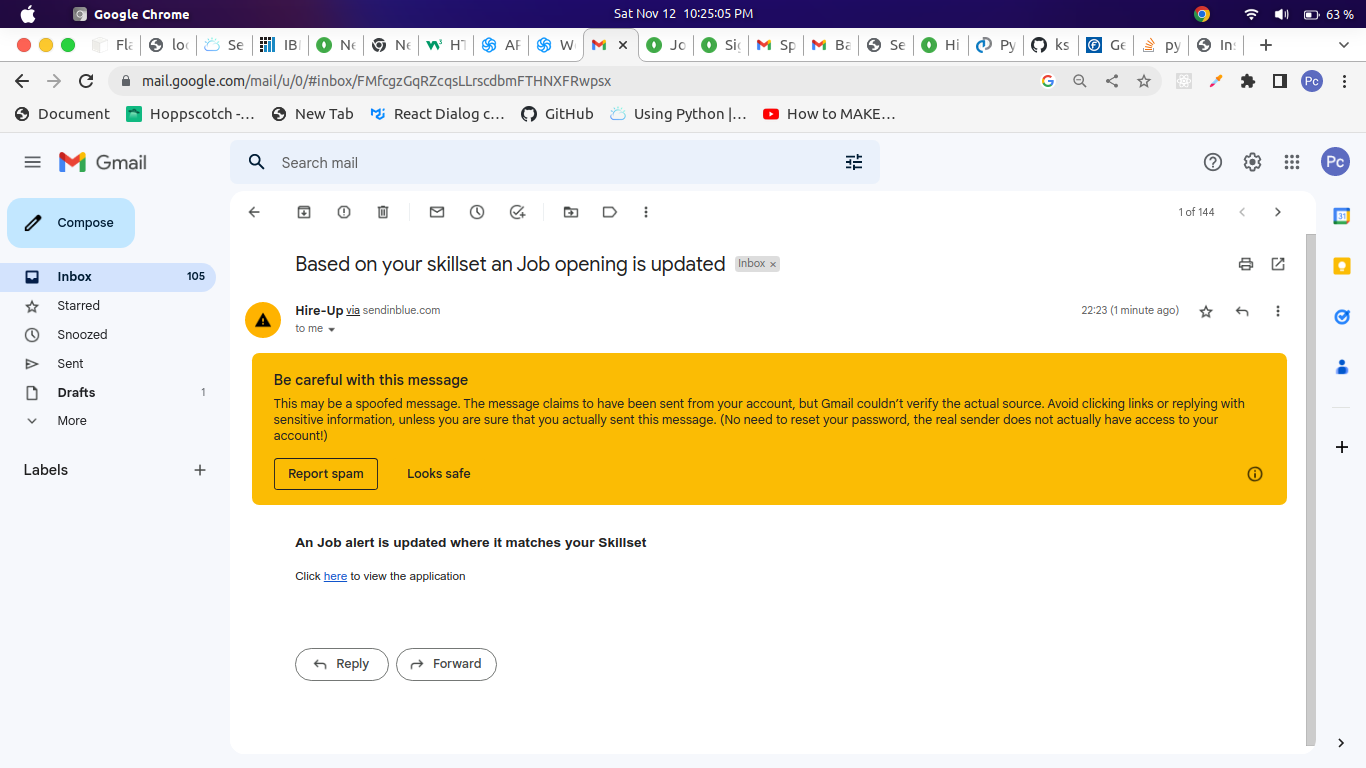 Google Chrome
Sat Nov 12 10:25:05 PM
63 %
Fla
loc
Se
IBI
Ne
Ne
HT
AF
W
Jo
Sig
Sp
Ba
Se
Hi
Py
ks
Ge
py
Ins
mail.google.com/mail/u/0/#inbox/FMfcgzGqRZcqsLLrscdbmFTHNXFRwpsx
Pc
Document
Hoppscotch -...
New Tab
React Dialog c...
GitHub
Using Python |...
How to MAKE...
Gmail
Search mail
Pc
Compose
1 of 144
31
Inbox 105
Starred
Snoozed
Sent
Drafts 1
More
Labels
Based on your skillset an Job opening is updated Inbox ×
Hire-Up via sendinblue.com
22:23 (1 minute ago)
to me
Be careful with this message
This may be a spoofed message. The message claims to have been sent from your account, but Gmail couldn't verify the actual source. Avoid clicking links or replying with
sensitive information, unless you are sure that you actually sent this message. (No need to reset your password, the real sender does not actually have access to your
account!)
Report spam
Looks safe
An Job alert is updated where it matches your Skillset
Click here to view the application
Reply
Forward